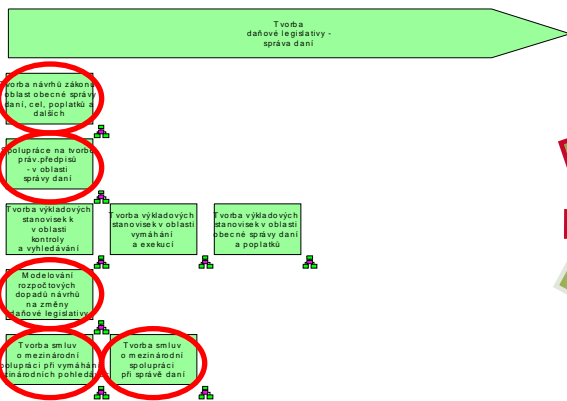 Tvorba
daňové legislativy -
správa daní
Tvorba návrhů zákonů
oblast obecné správy
daní, cel, poplatků a
dalších
Spolupráce na tvorbě
práv.předpisů
- v oblasti
správy daní
Tvorba výkladových
stanovisek k
v oblasti
kontroly
a vyhledávání
Tvorba výkladových
stanovisek v oblasti
vymáhání
a exekucí
Tvorba výkladových
stanovisek v oblasti
obecné správy daní
a poplatků
Modelování
rozpočtových
dopadů návrhů
na změny
daňové legislativy
Tvorba smluv
o mezinárodní
spolupráci při vymáhání
mezinárodních pohledáv
Tvorba smluv
o mezinárodní
spolupráci
při správě daní